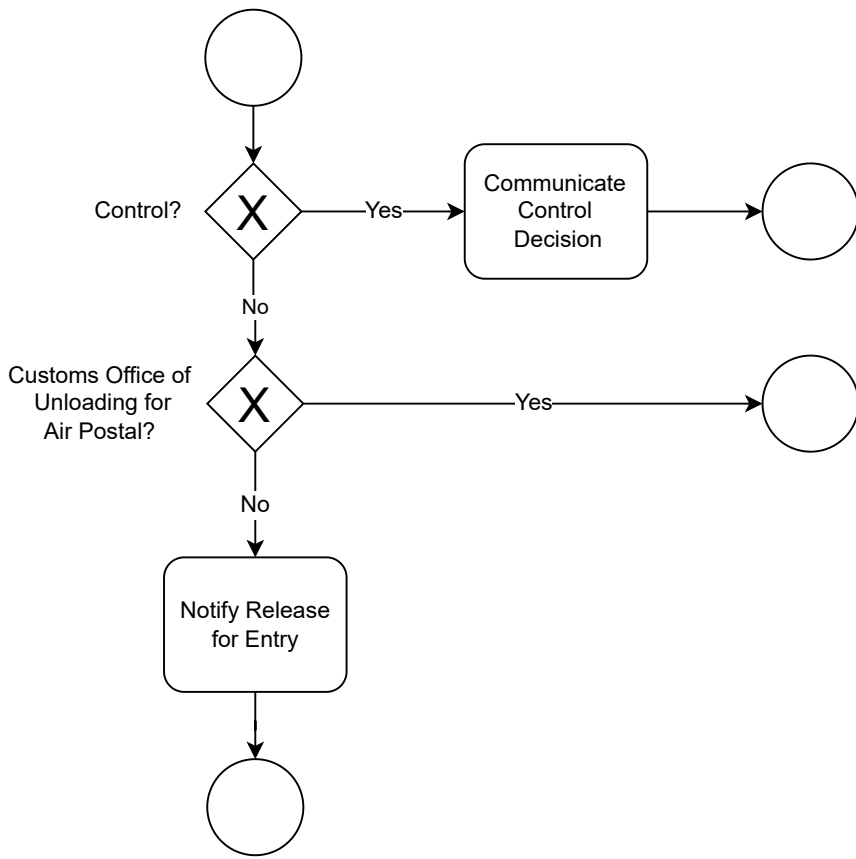 Control?
X
Yes
Communicate
Control
Decision
No
Customs Office of
Unloading for
Air Postal?
X
Yes
No
Notify Release
for Entry